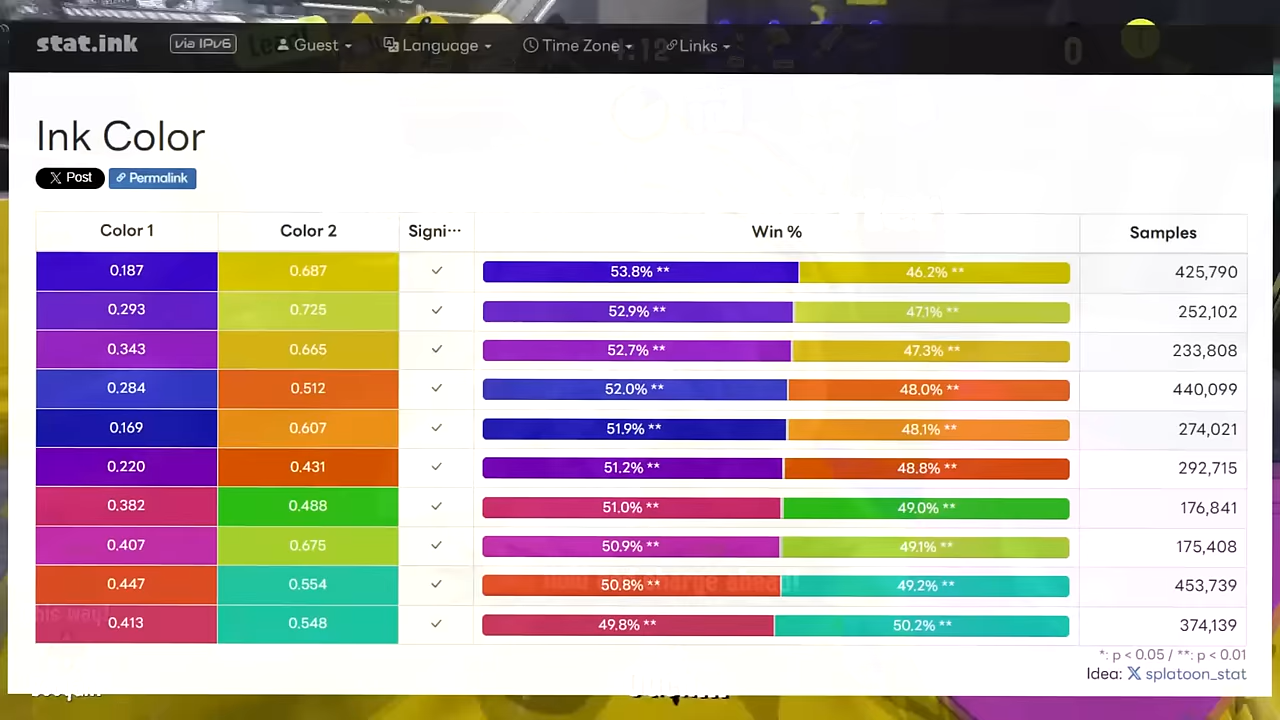 stat.ink via IPv6 Guest Language Time Zone Links
0
Ink Color
Post Permalink
Color 1 Color 2 Signi··· Win % Samples
0.187 0.687 ✓ 53.8% ** 46.2% ** 425,790
0.293 0.725 ✓ 52.9% ** 47.1% ** 252,102
0.343 0.665 ✓ 52.7% ** 47.3% ** 233,808
0.284 0.512 ✓ 52.0% ** 48.0% ** 440,099
0.169 0.607 ✓ 51.9% ** 48.1% ** 274,021
0.220 0.431 ✓ 51.2% ** 48.8% ** 292,715
0.382 0.488 ✓ 51.0% ** 49.0% ** 176,841
0.407 0.675 ✓ 50.9% ** 49.1% ** 175,408
0.447 0.554 ✓ 50.8% ** 49.2% ** 453,739
0.413 0.548 ✓ 49.8% ** 50.2% ** 374,139
*: p < 0.05 / **: p < 0.01
Idea: X splatoon_stat